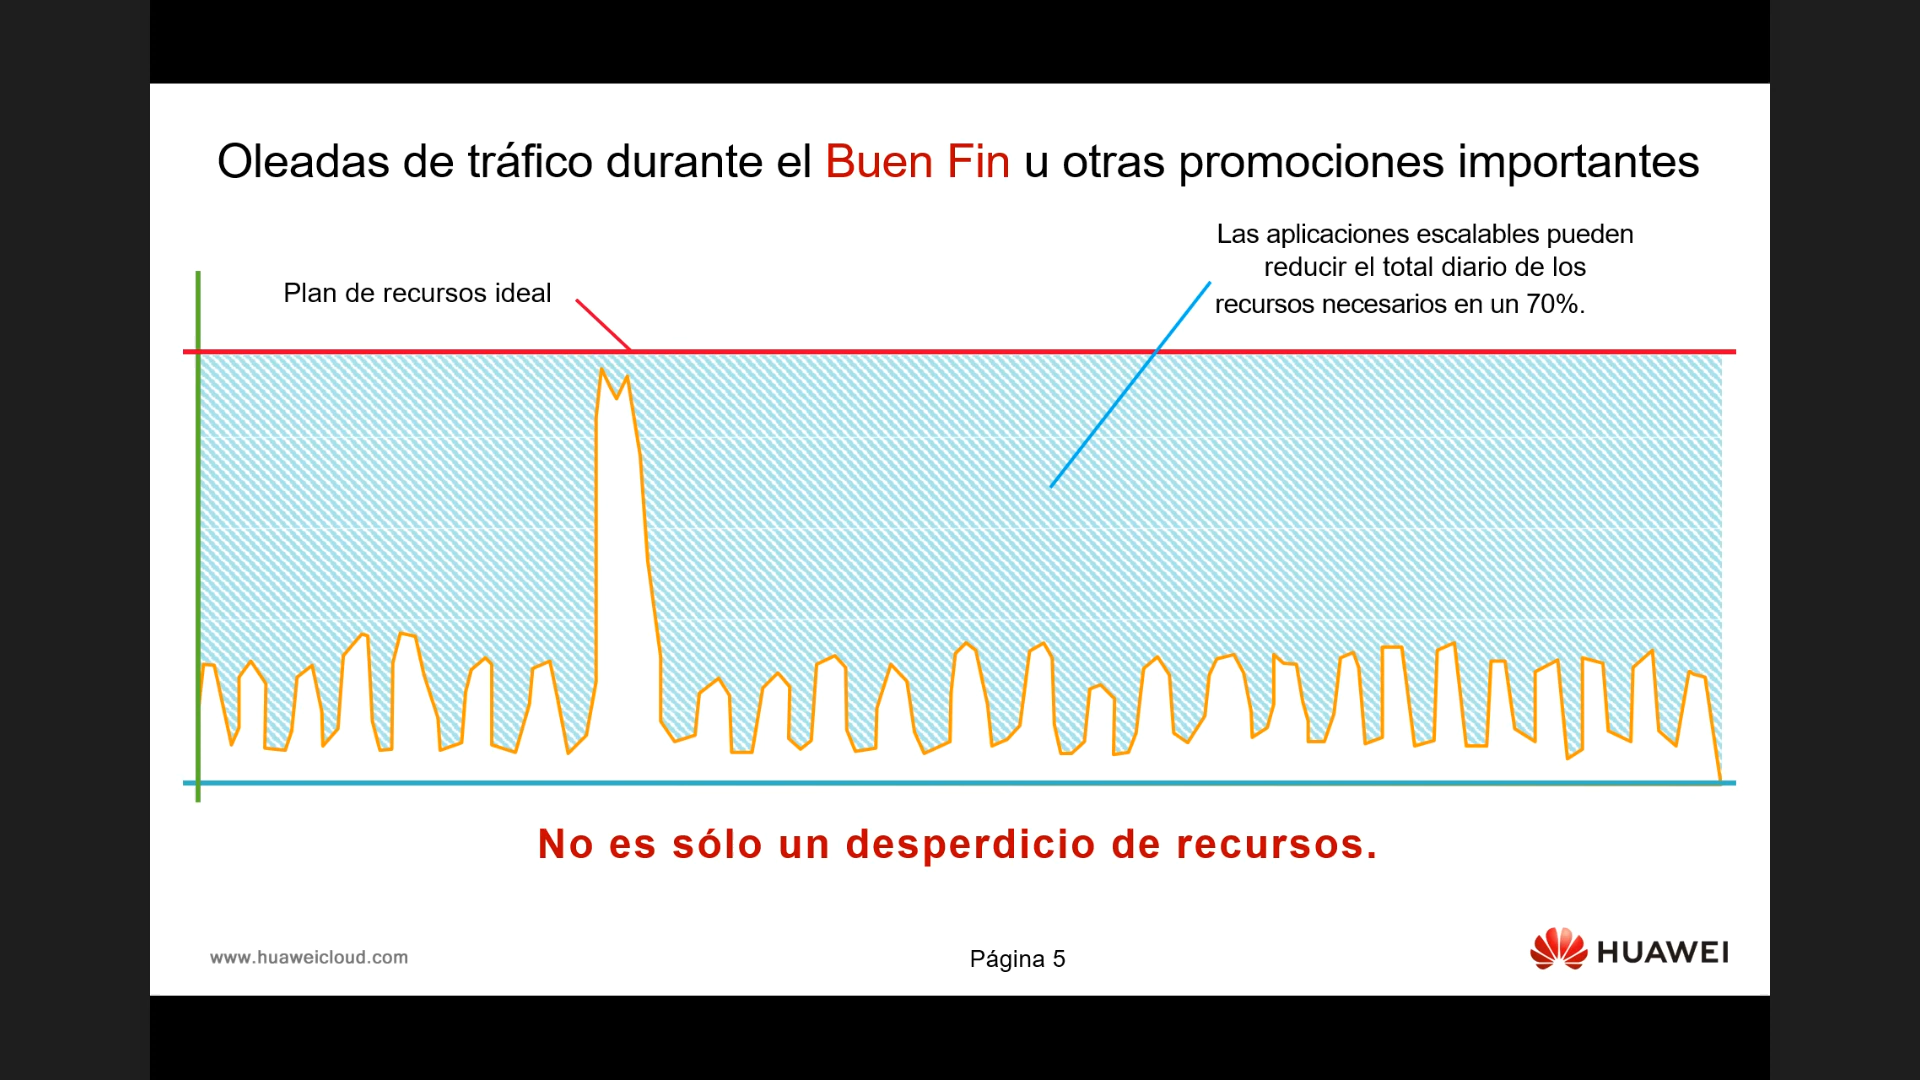 Oleadas de tráfico durante el Buen Fin u otras promociones importantes
Las aplicaciones escalables pueden
reducir el total diario de los
recursos necesarios en un 70%.
Plan de recursos ideal
No es sólo un desperdicio de recursos.
www.huaweicloud.com
Página 5
HUAWEI